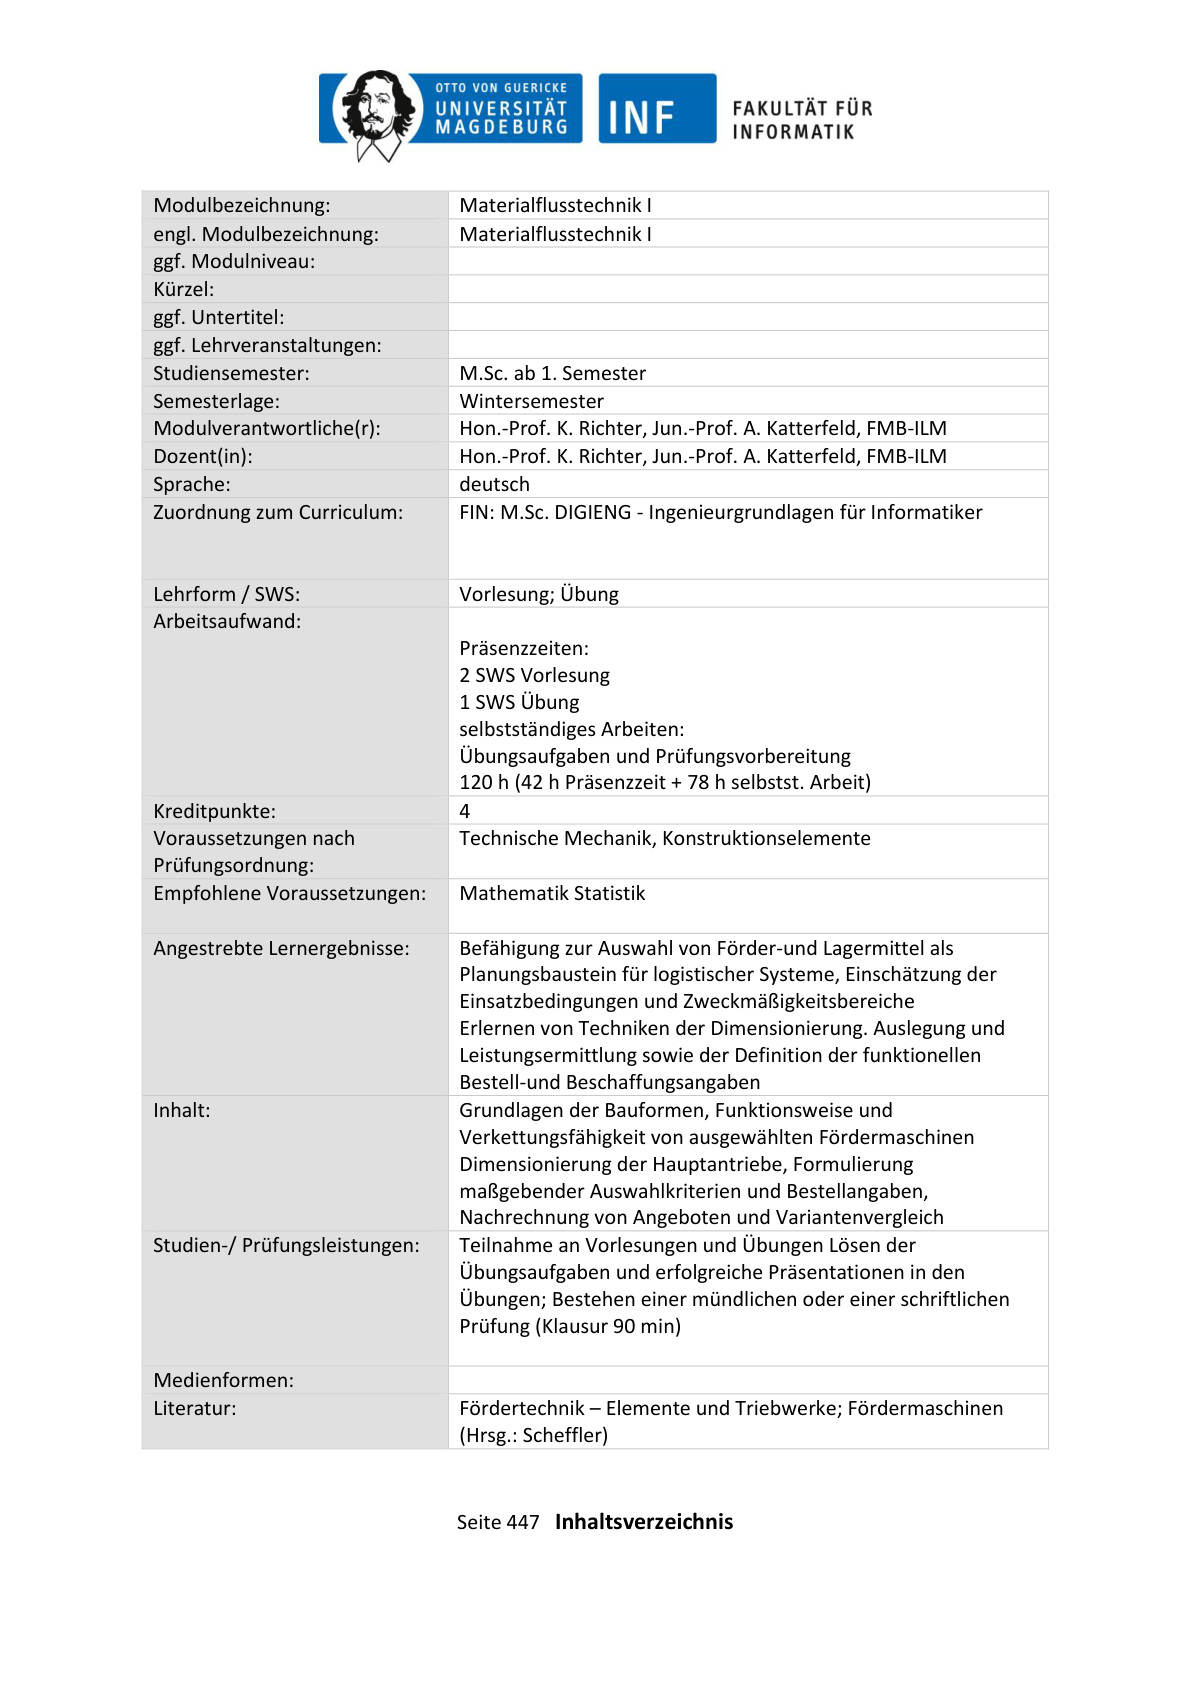 OTTO VON GUERICKE
UNIVERSITÄT
MAGDEBURG
INF
FAKULTÄT FÜR
INFORMATIK
Modulbezeichnung: Materialflusstechnik I
engl. Modulbezeichnung: Materialflusstechnik I
ggf. Modulniveau:
Kürzel:
ggf. Untertitel:
ggf. Lehrveranstaltungen:
Studiensemester: M.Sc. ab 1. Semester
Semesterlage: Wintersemester
Modulverantwortliche(r): Hon.-Prof. K. Richter, Jun.-Prof. A. Katterfeld, FMB-ILM
Dozent(in): Hon.-Prof. K. Richter, Jun.-Prof. A. Katterfeld, FMB-ILM
Sprache: deutsch
Zuordnung zum Curriculum: FIN: M.Sc. DIGIENG - Ingenieurgrundlagen für Informatiker
Lehrform / SWS: Vorlesung; Übung
Arbeitsaufwand:
Präsenzzeiten:
2 SWS Vorlesung
1 SWS Übung
selbstständiges Arbeiten:
Übungsaufgaben und Prüfungsvorbereitung
120 h (42 h Präsenzzeit + 78 h selbstst. Arbeit)
Kreditpunkte: 4
Voraussetzungen nach Technische Mechanik, Konstruktionselemente
Prüfungsordnung:
Empfohlene Voraussetzungen: Mathematik Statistik
Angestrebte Lernergebnisse: Befähigung zur Auswahl von Förder-und Lagermittel als
Planungsbaustein für logistischer Systeme, Einschätzung der
Einsatzbedingungen und Zweckmäßigkeitsbereiche
Erlernen von Techniken der Dimensionierung. Auslegung und
Leistungsermittlung sowie der Definition der funktionellen
Bestell-und Beschaffungsangaben
Inhalt: Grundlagen der Bauformen, Funktionsweise und
Verkettungsfähigkeit von ausgewählten Fördermaschinen
Dimensionierung der Hauptantriebe, Formulierung
maßgebender Auswahlkriterien und Bestellangaben,
Nachrechnung von Angeboten und Variantenvergleich
Studien-/ Prüfungsleistungen: Teilnahme an Vorlesungen und Übungen Lösen der
Übungsaufgaben und erfolgreiche Präsentationen in den
Übungen; Bestehen einer mündlichen oder einer schriftlichen
Prüfung (Klausur 90 min)
Medienformen:
Literatur: Fördertechnik – Elemente und Triebwerke; Fördermaschinen
(Hrsg.: Scheffler)
Seite 447 Inhaltsverzeichnis